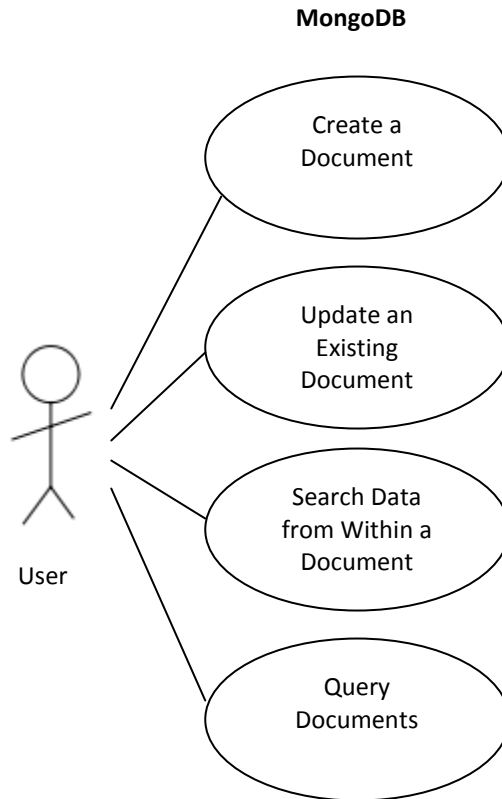 MongoDB
Create a
Document
Update an
Existing
Document
Search Data
from Within a
Document
User
Query
Documents